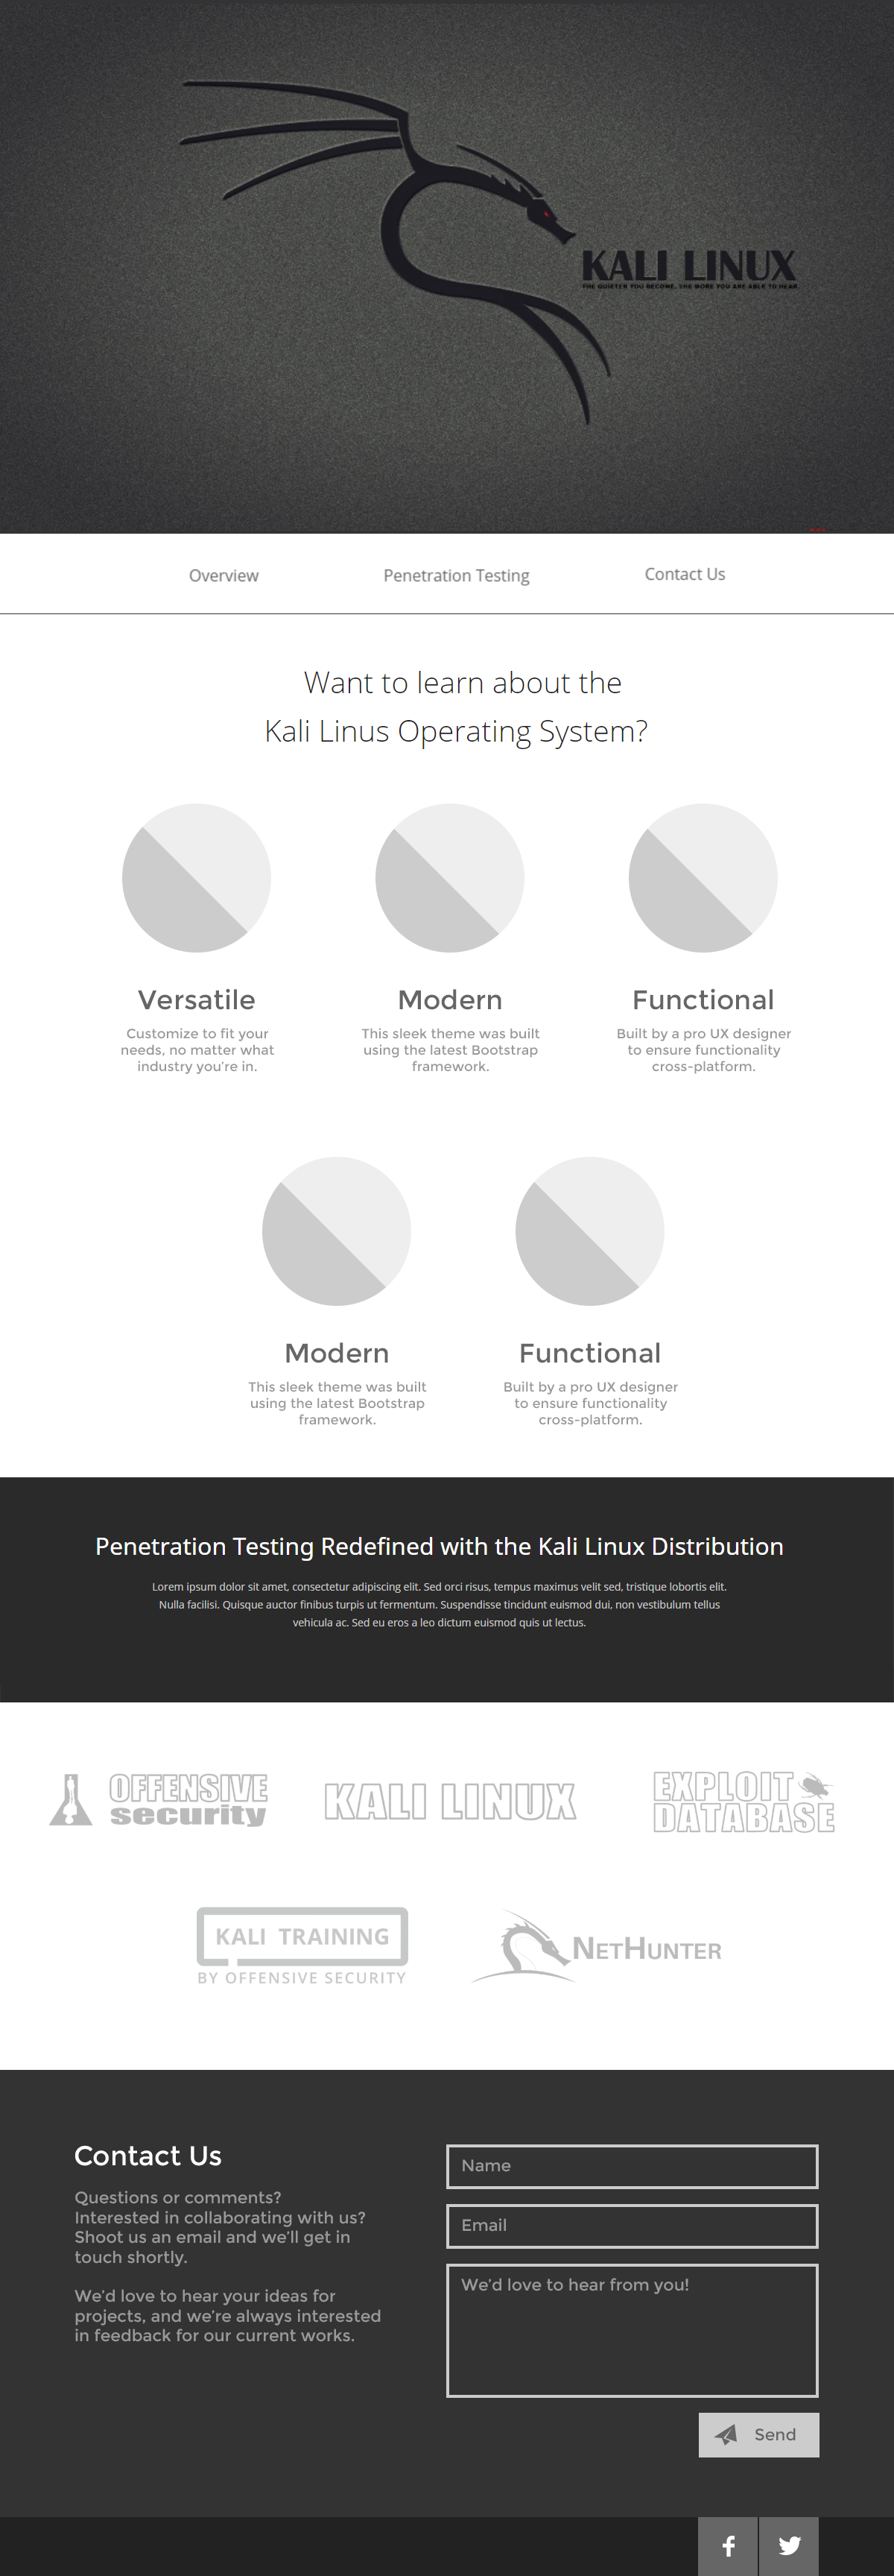 KALI LINUX
THE QUIETER YOU BECOME, THE MORE YOU ARE ABLE TO HEAR
Overview
Penetration Testing
Contact Us
Want to learn about the
Kali Linus Operating System?
Versatile
Customize to fit your
needs, no matter what
industry you're in.
Modern
This sleek theme was built
using the latest Bootstrap
framework.
Functional
Built by a pro UX designer
to ensure functionality
cross-platform.
Modern
This sleek theme was built
using the latest Bootstrap
framework.
Functional
Built by a pro UX designer
to ensure functionality
cross-platform.
Penetration Testing Redefined with the Kali Linux Distribution
Lorem ipsum dolor sit amet, consectetur adipiscing elit. Sed orci risus, tempus maximus velit sed, tristique lobortis elit.
Nulla facilisi. Quisque auctor finibus turpis ut fermentum. Suspendisse tincidunt euismod dui, non vestibulum tellus
vehicula ac. Sed eu eros a leo dictum euismod quis ut lectus.
OFFENSIVE
security
KALI LINUX
EXPLOIT
DATABASE
KALI TRAINING
BY OFFENSIVE SECURITY
NETHUNTER
Contact Us
Questions or comments?
Interested in collaborating with us?
Shoot us an email and we'll get in
touch shortly.
We'd love to hear your ideas for
projects, and we're always interested
in feedback for our current works.
Name
Email
We'd love to hear from you!
Send